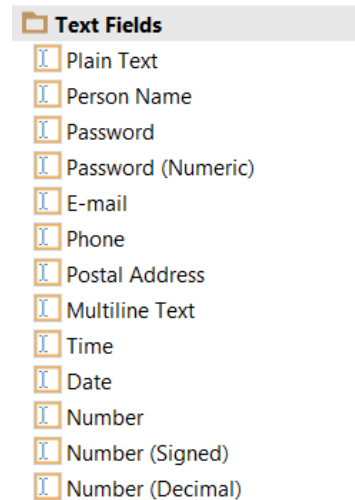 Text Fields
Plain Text
Person Name
Password
Password (Numeric)
E-mail
Phone
Postal Address
Multiline Text
Time
Date
Number
Number (Signed)
Number (Decimal)